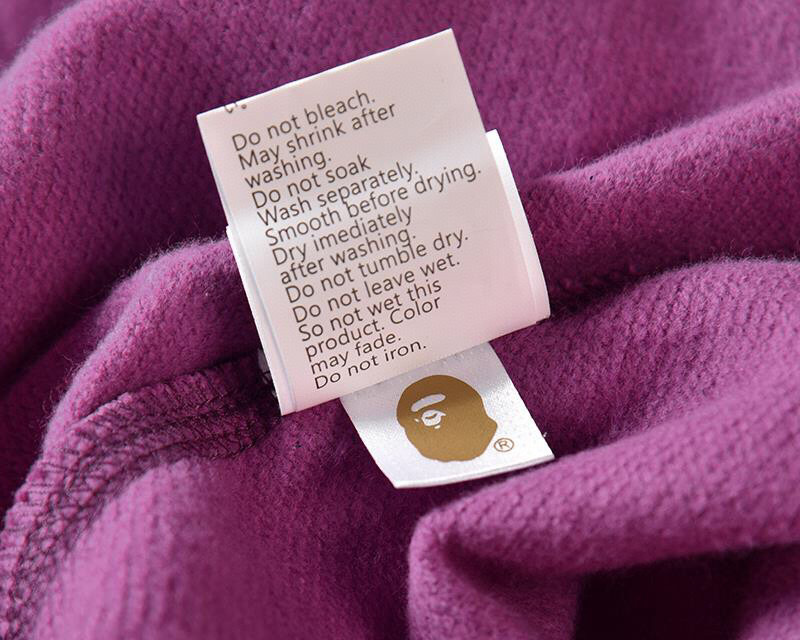 Do not bleach.
May shrink after
washing.
Do not soak
Wash separately.
Smooth before drying.
Dry imediately
after washing.
Do not tumble dry.
Do not leave wet.
So not wet this
product. Color
may fade.
Do not iron.
®